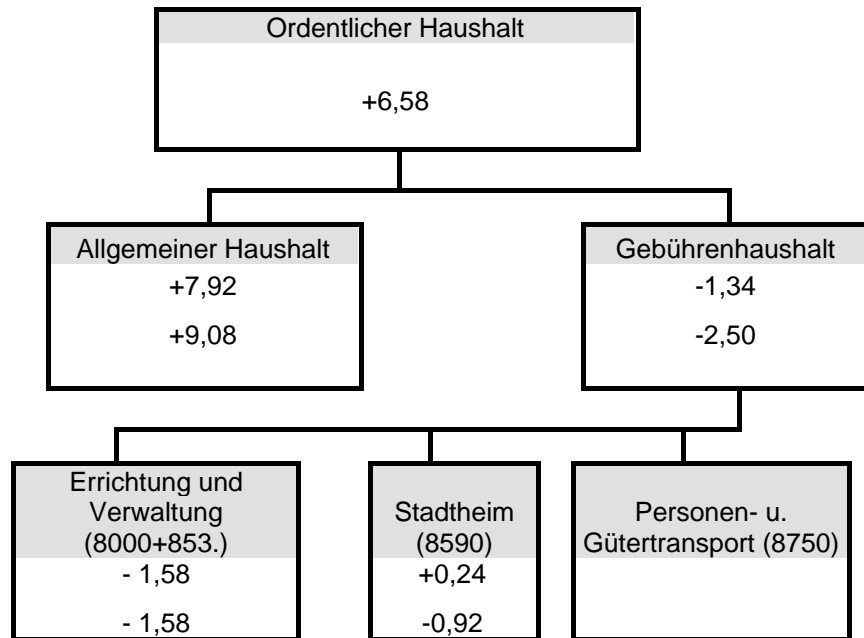 Ordentlicher Haushalt
+6,58
Allgemeiner Haushalt
+7,92
+9,08
Gebührenhaushalt
-1,34
-2,50
Errichtung und
Verwaltung
(8000+853.)
- 1,58
- 1,58
Stadtheim
(8590)
+0,24
-0,92
Personen- u.
Gütertransport (8750)